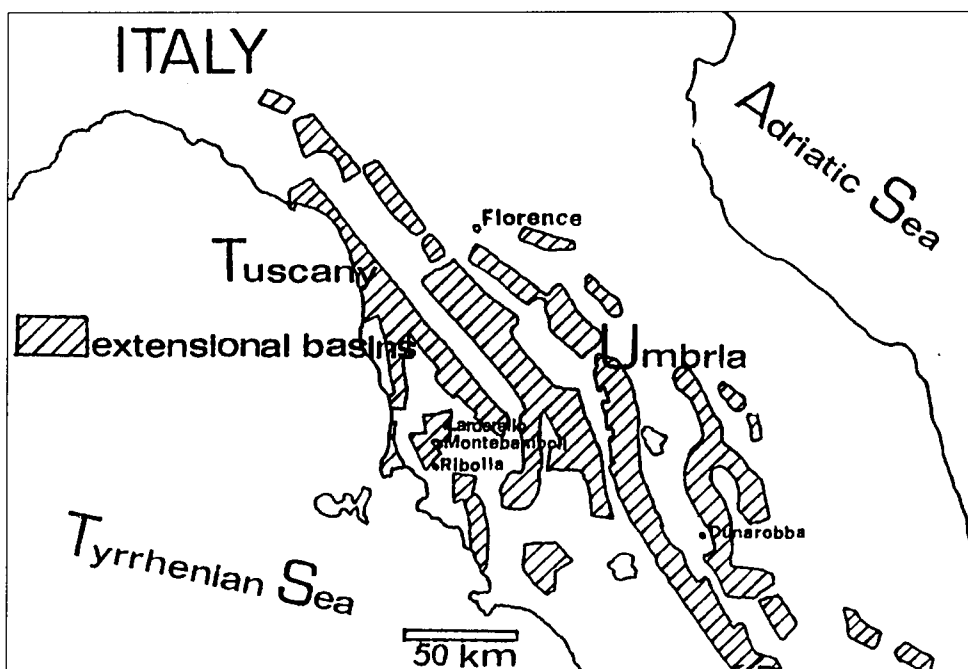 ITALY
Adriatic Sea
Florence
Tuscany
extensional basins
Umbria
Larderello
Montebamboli
Ribolla
Dunarobba
Tyrrhenian Sea
50 km